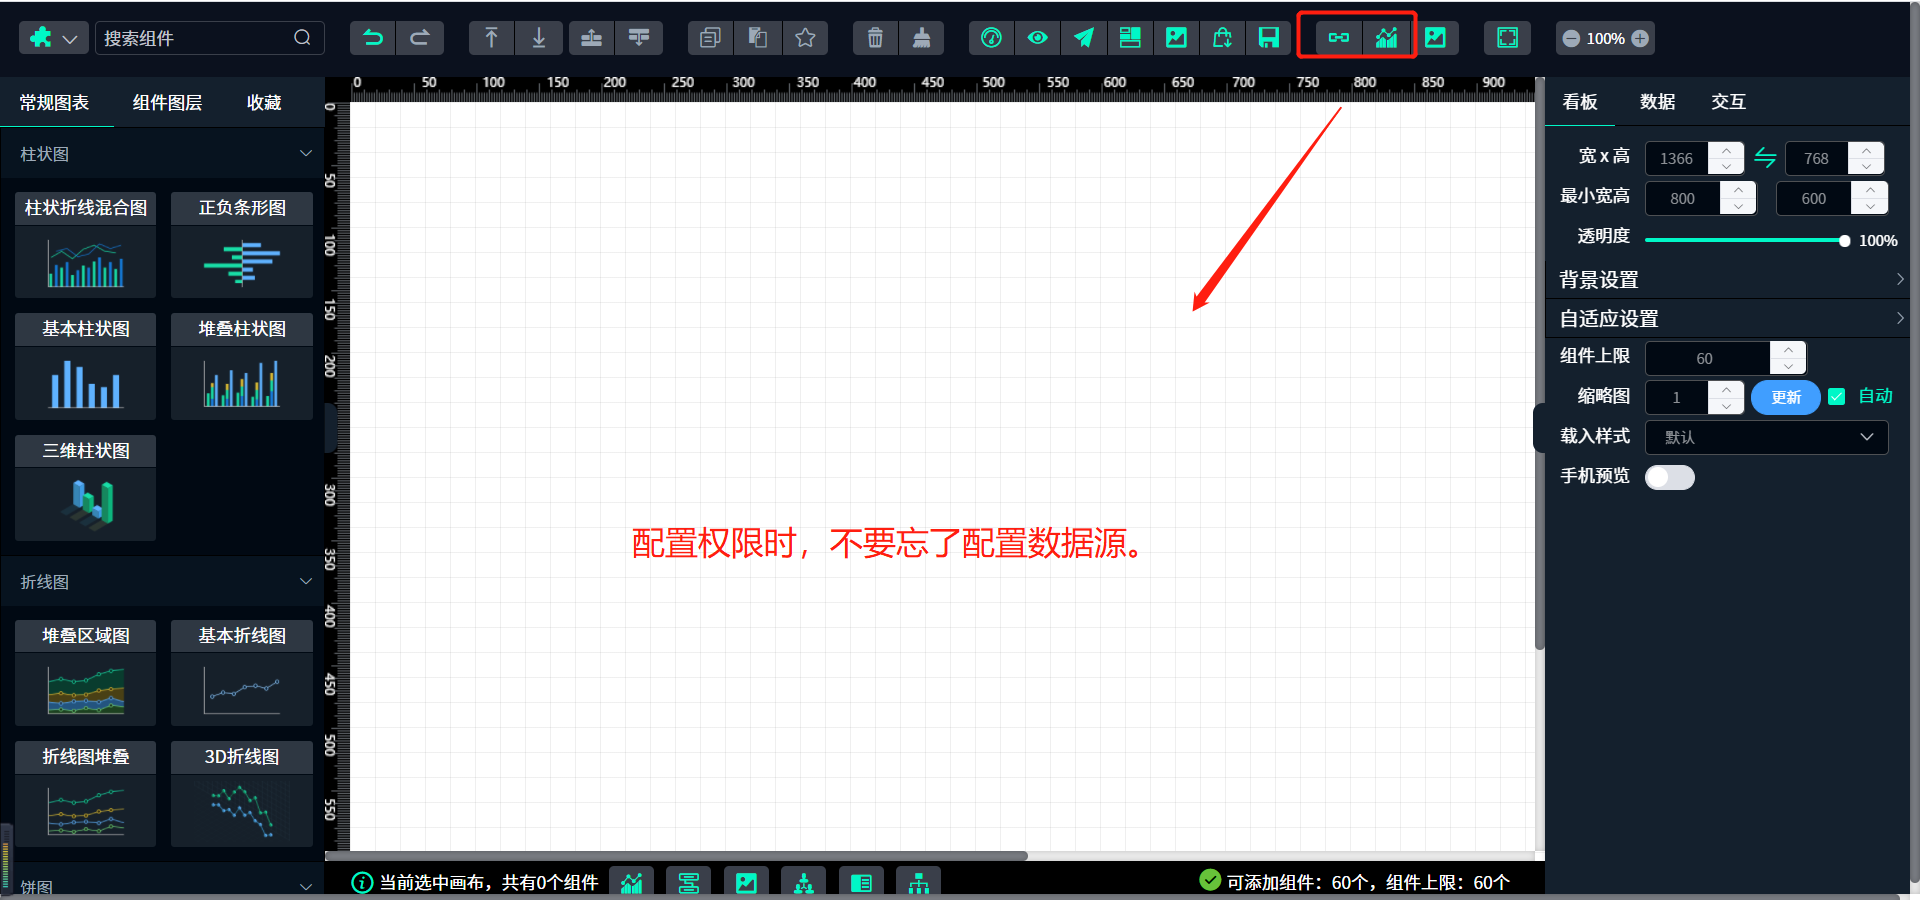 搜索组件
100%
常规图表 组件图层 收藏
0 50 100 150 200 250 300 350 400 450 500 550 600 650 700 750 800 850 900
看板 数据 交互
0 50 100 150 200 300 350 400 450 500 550
柱状图
柱状折线混合图 正负条形图
基本柱状图 堆叠柱状图
三维柱状图
折线图
堆叠区域图 基本折线图
折线图堆叠 3D折线图
饼图
配置权限时，不要忘了配置数据源。
宽 x 高 1366 768
最小宽高 800 600
透明度 100%
背景设置
自适应设置
组件上限 60
缩略图 1 更新 自动
载入样式 默认
手机预览
当前选中画布，共有0个组件
可添加组件：60个，组件上限：60个